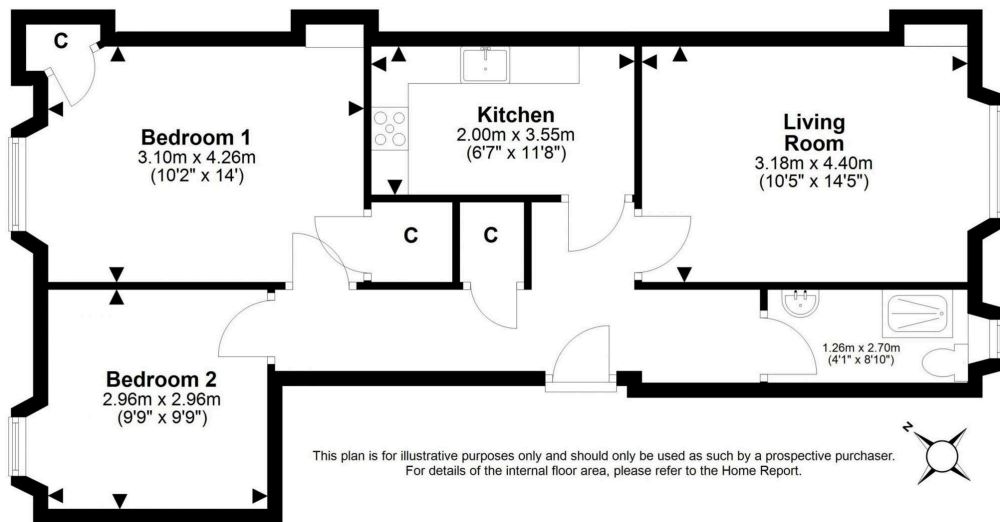 C
Bedroom 1
3.10m x 4.26m
(10'2" x 14')
Kitchen
2.00m x 3.55m
(6'7" x 11'8")
Living
Room
3.18m x 4.40m
(10'5" x 14'5")
C
C
Bedroom 2
2.96m x 2.96m
(9'9" x 9'9")
1.26m x 2.70m
(4'1" x 8'10")
This plan is for illustrative purposes only and should only be used as such by a prospective purchaser.
For details of the internal floor area, please refer to the Home Report.
N